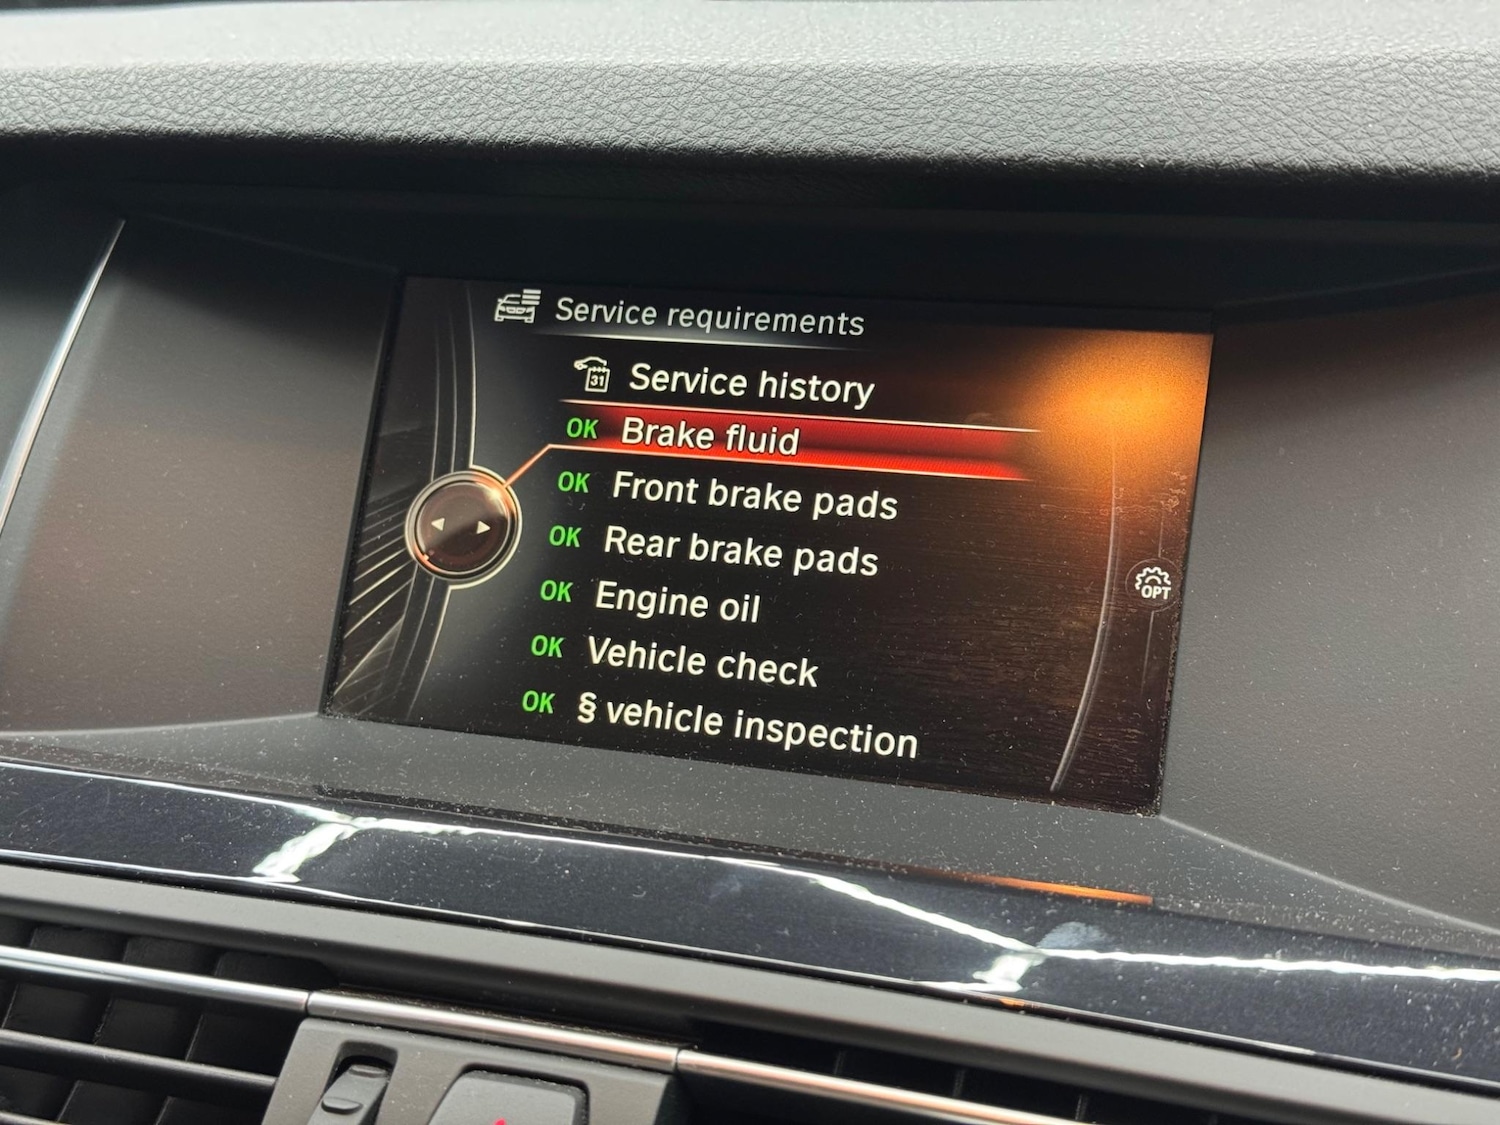 Service requirements
31 Service history
OK Brake fluid
OK Front brake pads
OK Rear brake pads
OK Engine oil
OK Vehicle check
OK § vehicle inspection
OPT